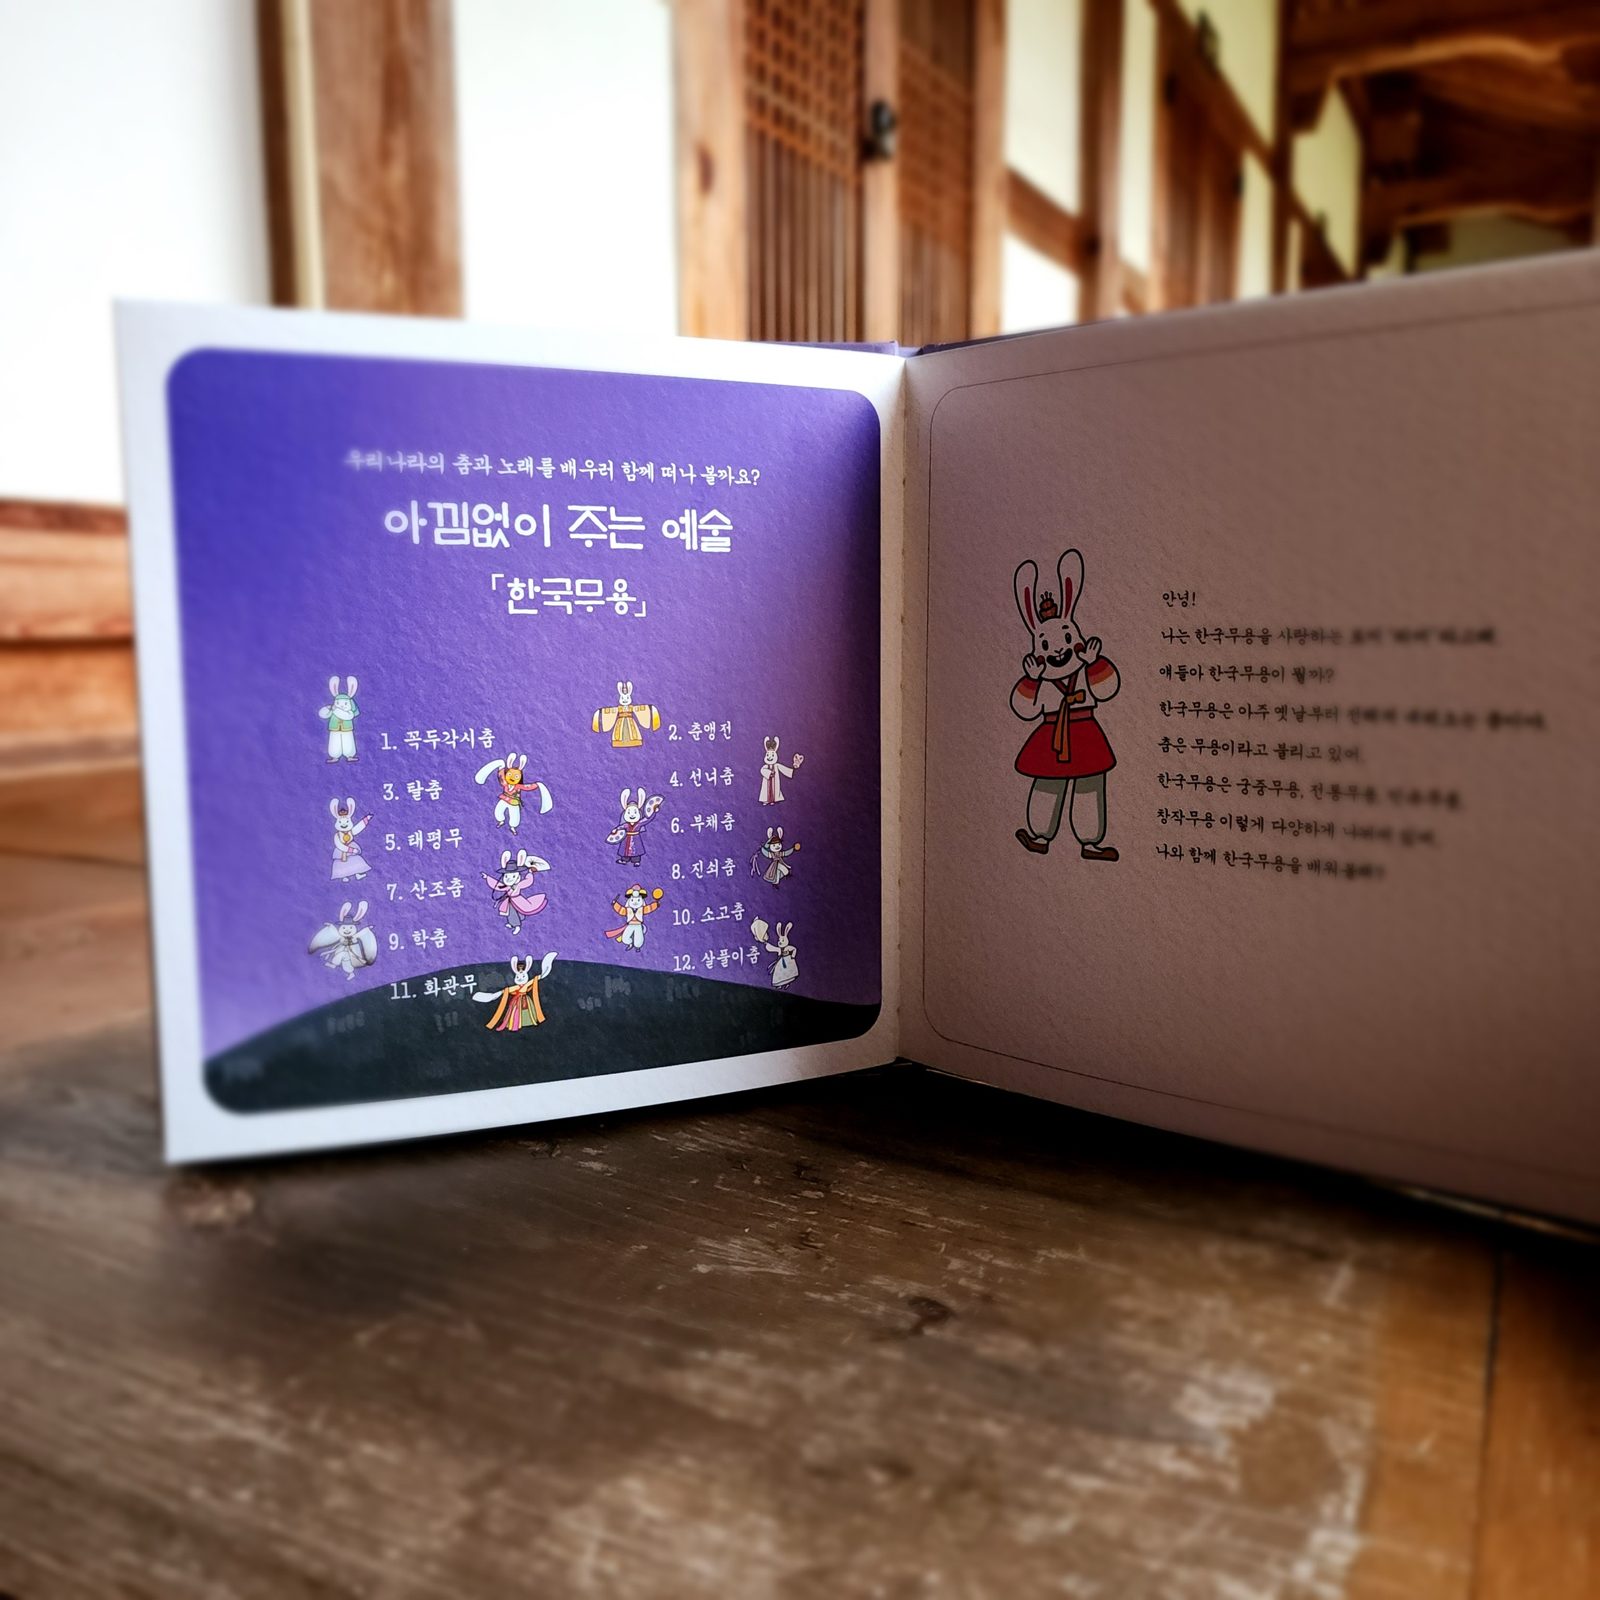 우리나라의 춤과 노래를 배우러 함께 떠나 볼까요?
아낌없이 주는 예술
「한국무용」
1. 꼭두각시춤
2. 춘앵전
3. 탈춤
4. 선녀춤
5. 태평무
6. 부채춤
7. 산조춤
8. 진쇠춤
9. 학춤
10. 소고춤
11. 화관무
12. 살풀이춤
안녕!
나는 한국무용을 사랑하는 토끼
얘들아 한국무용이 뭘까?
한국무용은 아주 옛날부터
춤은 무용이라고 불리고 있어.
한국무용은 궁중무용, 전통무용,
창작무용 이렇게 다양하게 나뉘어 있어.
나와 함께 한국무용을 배워볼래?